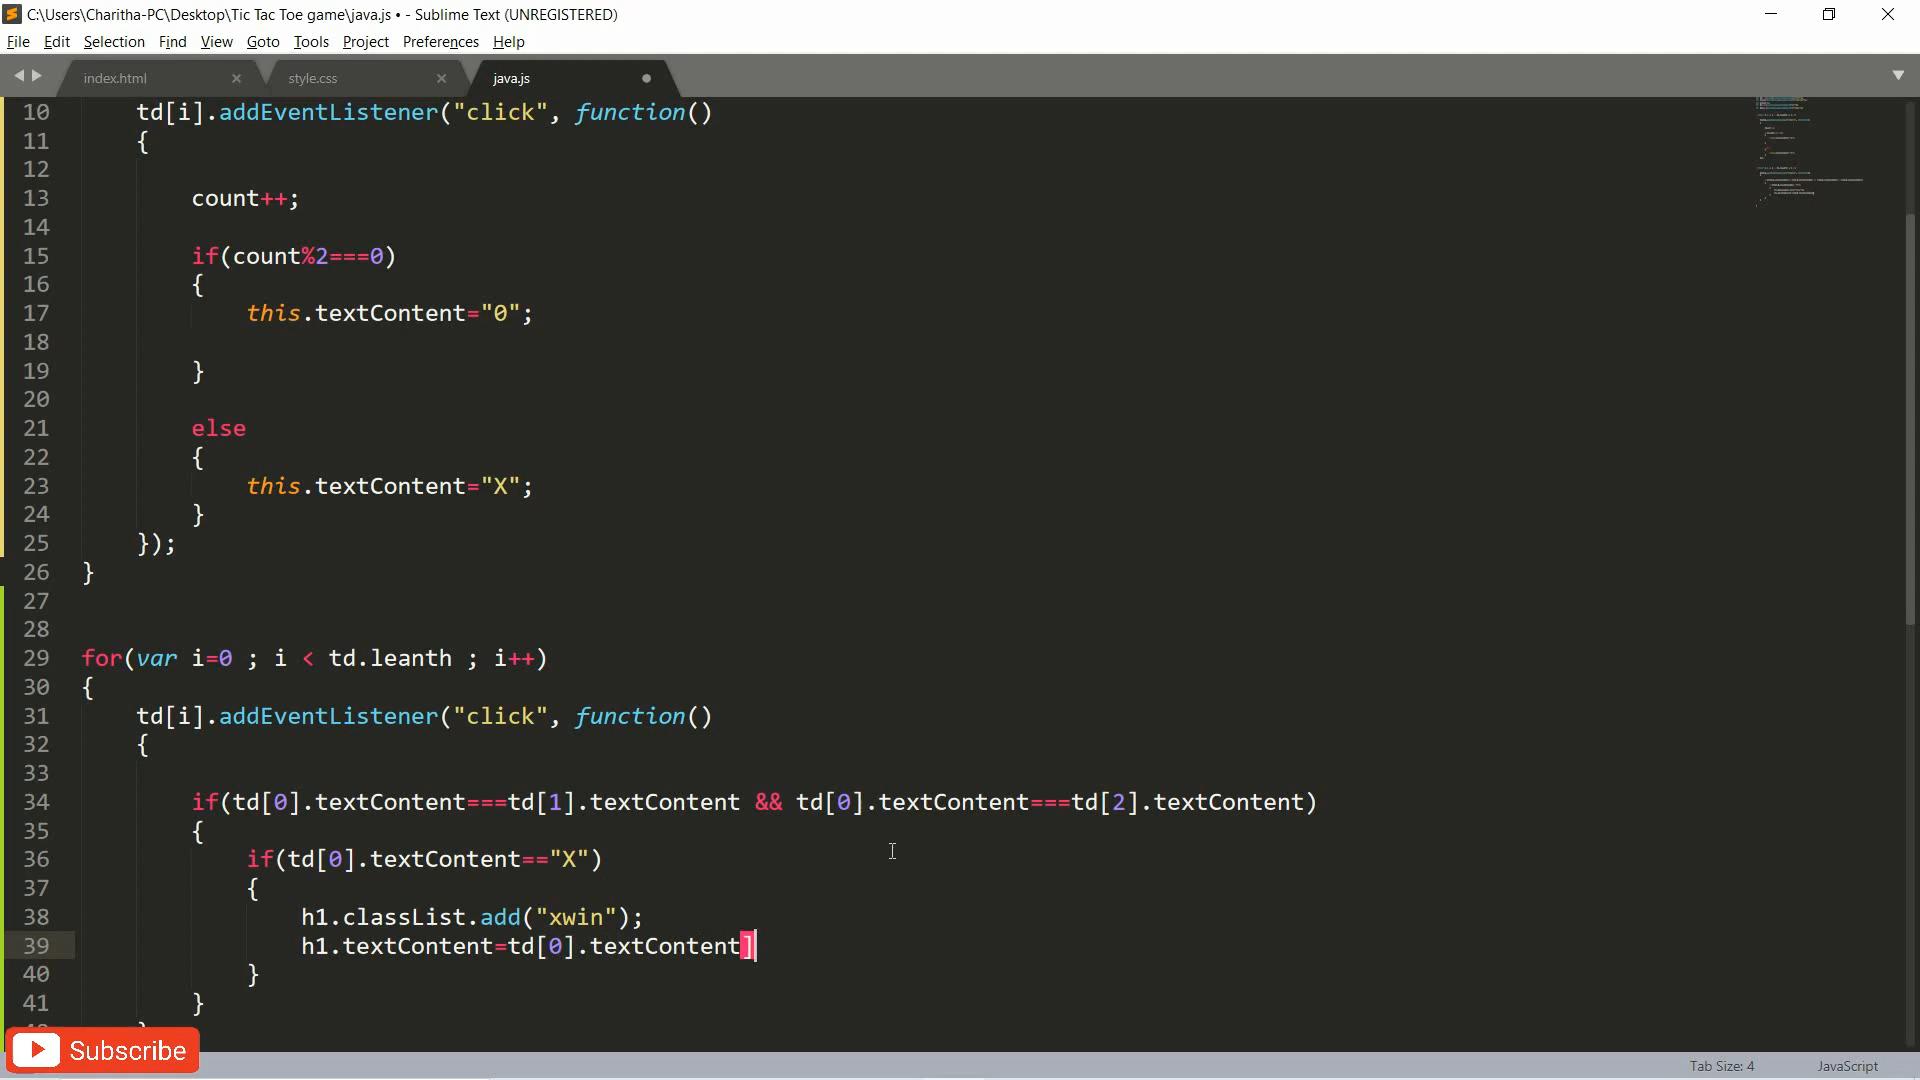 C:\Users\Charitha-PC\Desktop\Tic Tac Toe game\java.js • - Sublime Text (UNREGISTERED)
File Edit Selection Find View Goto Tools Project Preferences Help
index.html × style.css × java.js
10 td[i].addEventListener("click", function()
11 {
12
13 count++;
14
15 if(count%2===0)
16 {
17 this.textContent="0";
18
19 }
20
21 else
22 {
23 this.textContent="X";
24 }
25 });
26 }
27
28
29 for(var i=0 ; i < td.leanth ; i++)
30 {
31 td[i].addEventListener("click", function()
32 {
33
34 if(td[0].textContent===td[1].textContent && td[0].textContent===td[2].textContent)
35 {
36 if(td[0].textContent=="X")
37 {
38 h1.classList.add("xwin");
39 h1.textContent=td[0].textContent]
40 }
41 }
Subscribe
Tab Size: 4 JavaScript